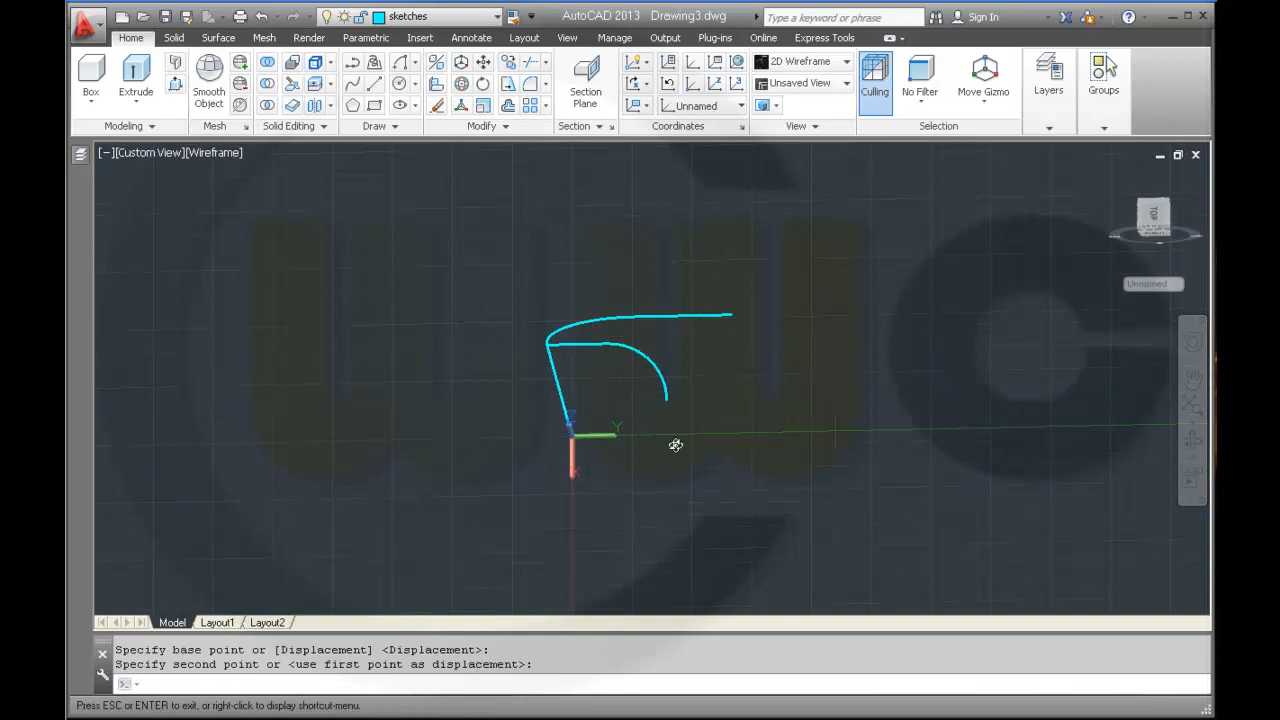 AutoCAD 2013 Drawing3.dwg
sketches
Type a keyword or phrase
Sign In
Home Solid Surface Mesh Render Parametric Insert Annotate Layout View Manage Output Plug-ins Online Express Tools
Box
Extrude
Smooth Object
Section Plane
2D Wireframe
Unsaved View
Unnamed
Culling
No Filter
Move Gizmo
Layers
Groups
Modeling Mesh Solid Editing Draw Modify Section Coordinates View Selection
[−][Custom View][Wireframe]
TOP
Unnamed
Y
X
Model Layout1 Layout2
Specify base point or [Displacement] <Displacement>:
Specify second point or <use first point as displacement>:
Press ESC or ENTER to exit, or right-click to display shortcut-menu.